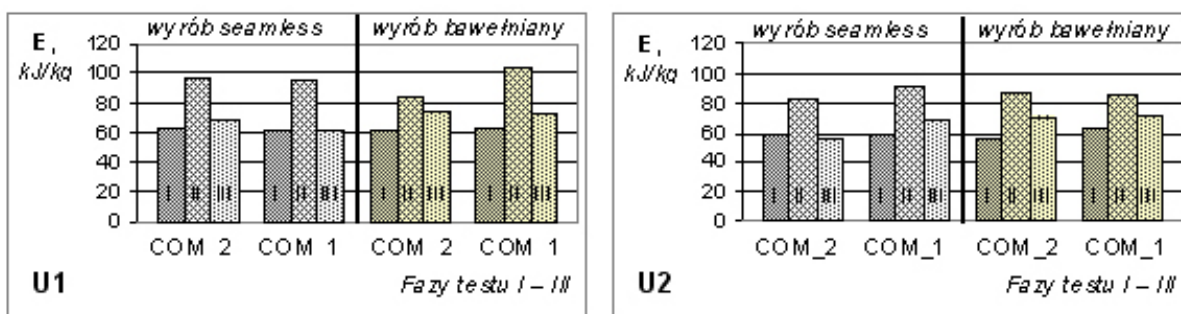 wyrób seamless wyrób bawełniany
E,
kJ/kg
120
100
80
60
40
20
0
I II III I II III I II III I II III
COM 2 COM 1 COM 2 COM 1
U1 Fazy testu I – III
wyrób seamless wyrób bawełniany
E,
kJ/kg
120
100
80
60
40
20
0
I II III I II III I II III I II III
COM_2 COM_1 COM_2 COM_1
U2 Fazy testu I – III